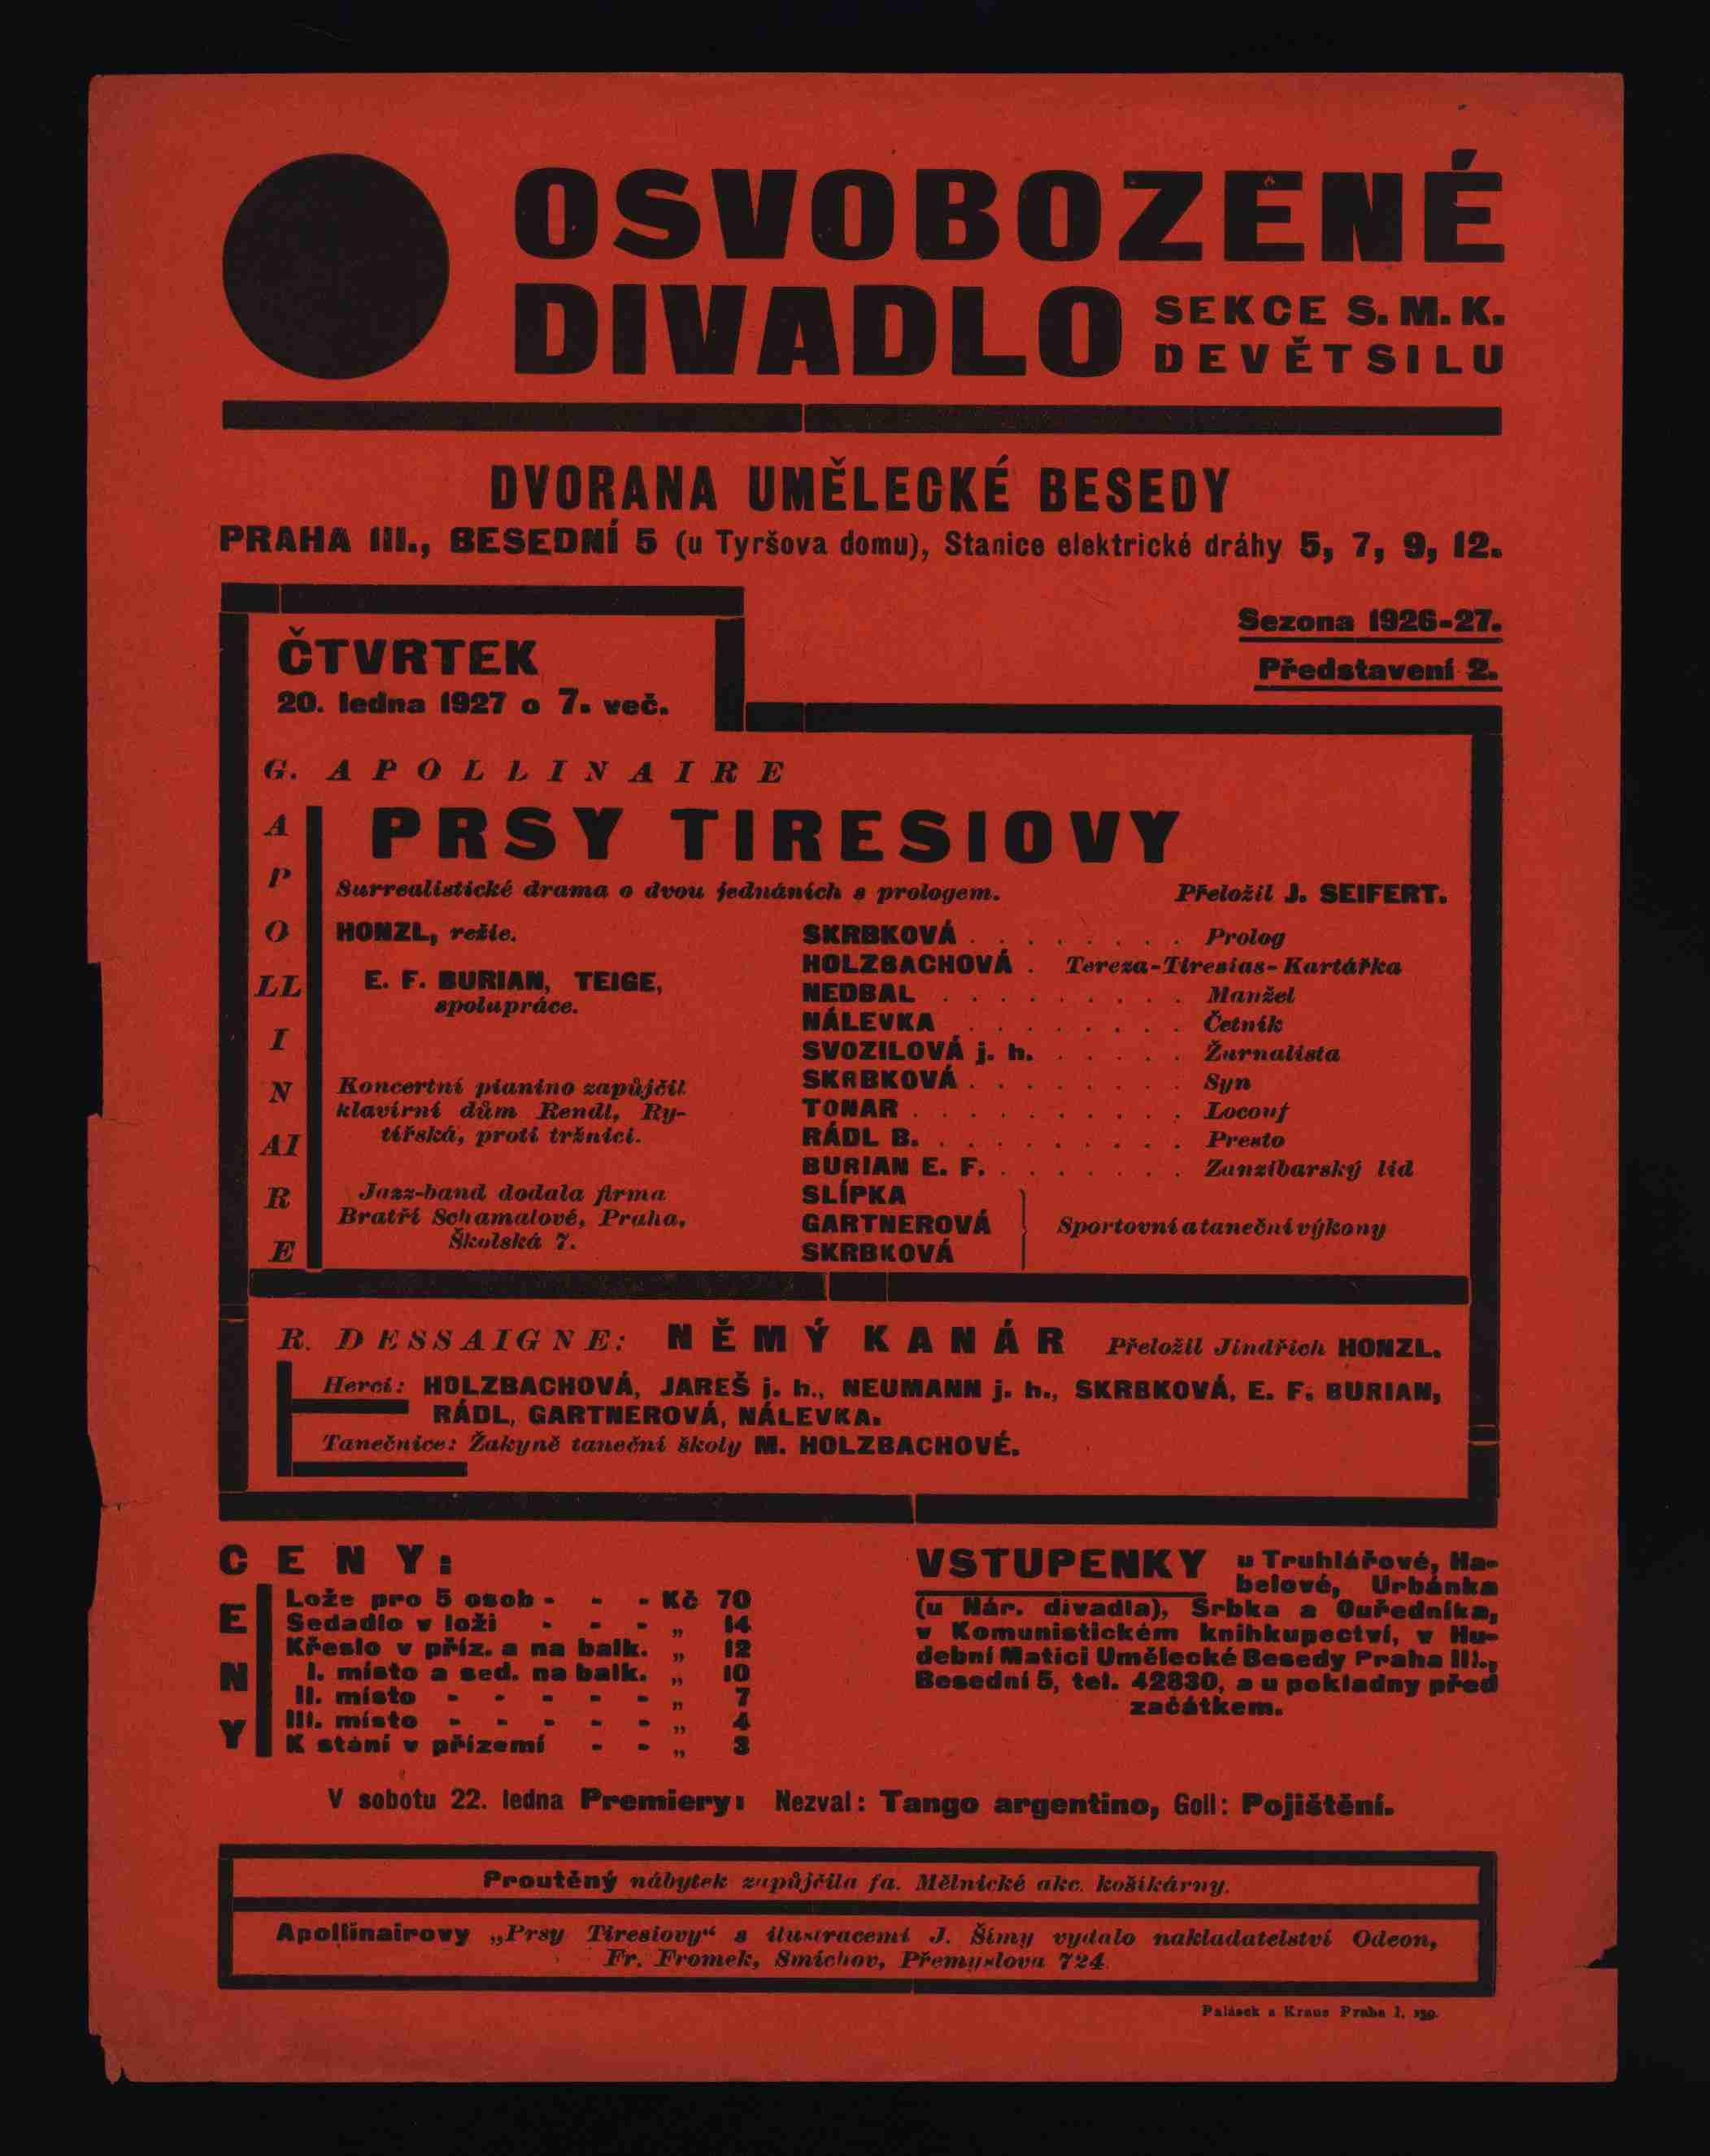 OSVOBOZENÉ
DIVADLO SEKCE S. M. K.
DEVĚTSILU
DVORANA UMĚLECKÉ BESEDY
PRAHA III., BESEDNÍ 5 (u Tyršova domu), Stanice elektrické dráhy 5, 7, 9, 12.
Sezona 1926-27.
Představení 2.
ČTVRTEK
20. ledna 1927 o 7. več.
G. APOLLINAIRE
A
P
O
LL
I
N
AI
R
E
PRSY TIRESIOVY
Surrealistické drama o dvou jednáních s prologem. Přeložil J. SEIFERT.
HONZL, režie.
E. F. BURIAN, TEIGE,
spolupráce.
Koncertní pianino zapůjčil
klavírní dům Rendl, Ry-
tířská, proti tržnici.
Jazz-band dodala firma
Bratři Schamalové, Praha,
Školská 7.
SKRBKOVÁ . . . . . . . . Prolog
HOLZBACHOVÁ . Tereza-Tiresias-Kartářka
NEDBAL . . . . . . . . . Manžel
NÁLEVKA . . . . . . . . Četník
SVOZILOVÁ j. h. . . . . . Žurnalista
SKRBKOVÁ . . . . . . . . Syn
TONAR . . . . . . . . . . Locouf
RÁDL B. . . . . . . . . . Presto
BURIAN E. F. . . . . . . . Zanzibarský lid
SLÍPKA
GARTNEROVÁ Sportovní a taneční výkony
SKRBKOVÁ
R. DESSAIGNE: NĚMÝ KANÁR Přeložil Jindřich HONZL.
Herci: HOLZBACHOVÁ, JAREŠ j. h., NEUMANN j. h., SKRBKOVÁ, E. F. BURIAN,
RÁDL, GARTNEROVÁ, NÁLEVKA.
Tanečnice: Žakyně taneční školy M. HOLZBACHOVÉ.
CENY:
E
N
Y
Lože pro 5 osob - - - Kč 70
Sedadlo v loži - - - „ 14
Křeslo v příz. a na balk. „ 12
I. místo a sed. na balk. „ 10
II. místo - - - - - „ 7
III. místo - - - - - „ 4
K stání v přízemí - - „ 3
VSTUPENKY u Truhlářové, Ha-
belové, Urbánka
(u Nár. divadla), Srbka a Ouředníka,
v Komunistickém knihkupectví, v Hu-
dební Matici Umělecké Besedy Praha III.,
Besední 5, tel. 42830, a u pokladny před
začátkem.
V sobotu 22. ledna Premiery: Nezval: Tango argentino, Goll: Pojištění.
Proutěný nábytek zapůjčila fa. Mělnické akc. košikárny.
Apollinairovy „Prsy Tiresiovy“ s ilustracemi J. Šímy vydalo nakladatelství Odeon,
Fr. Fromek, Smíchov, Přemyslova 724.
Palásek a Kraus Praha I, 159.